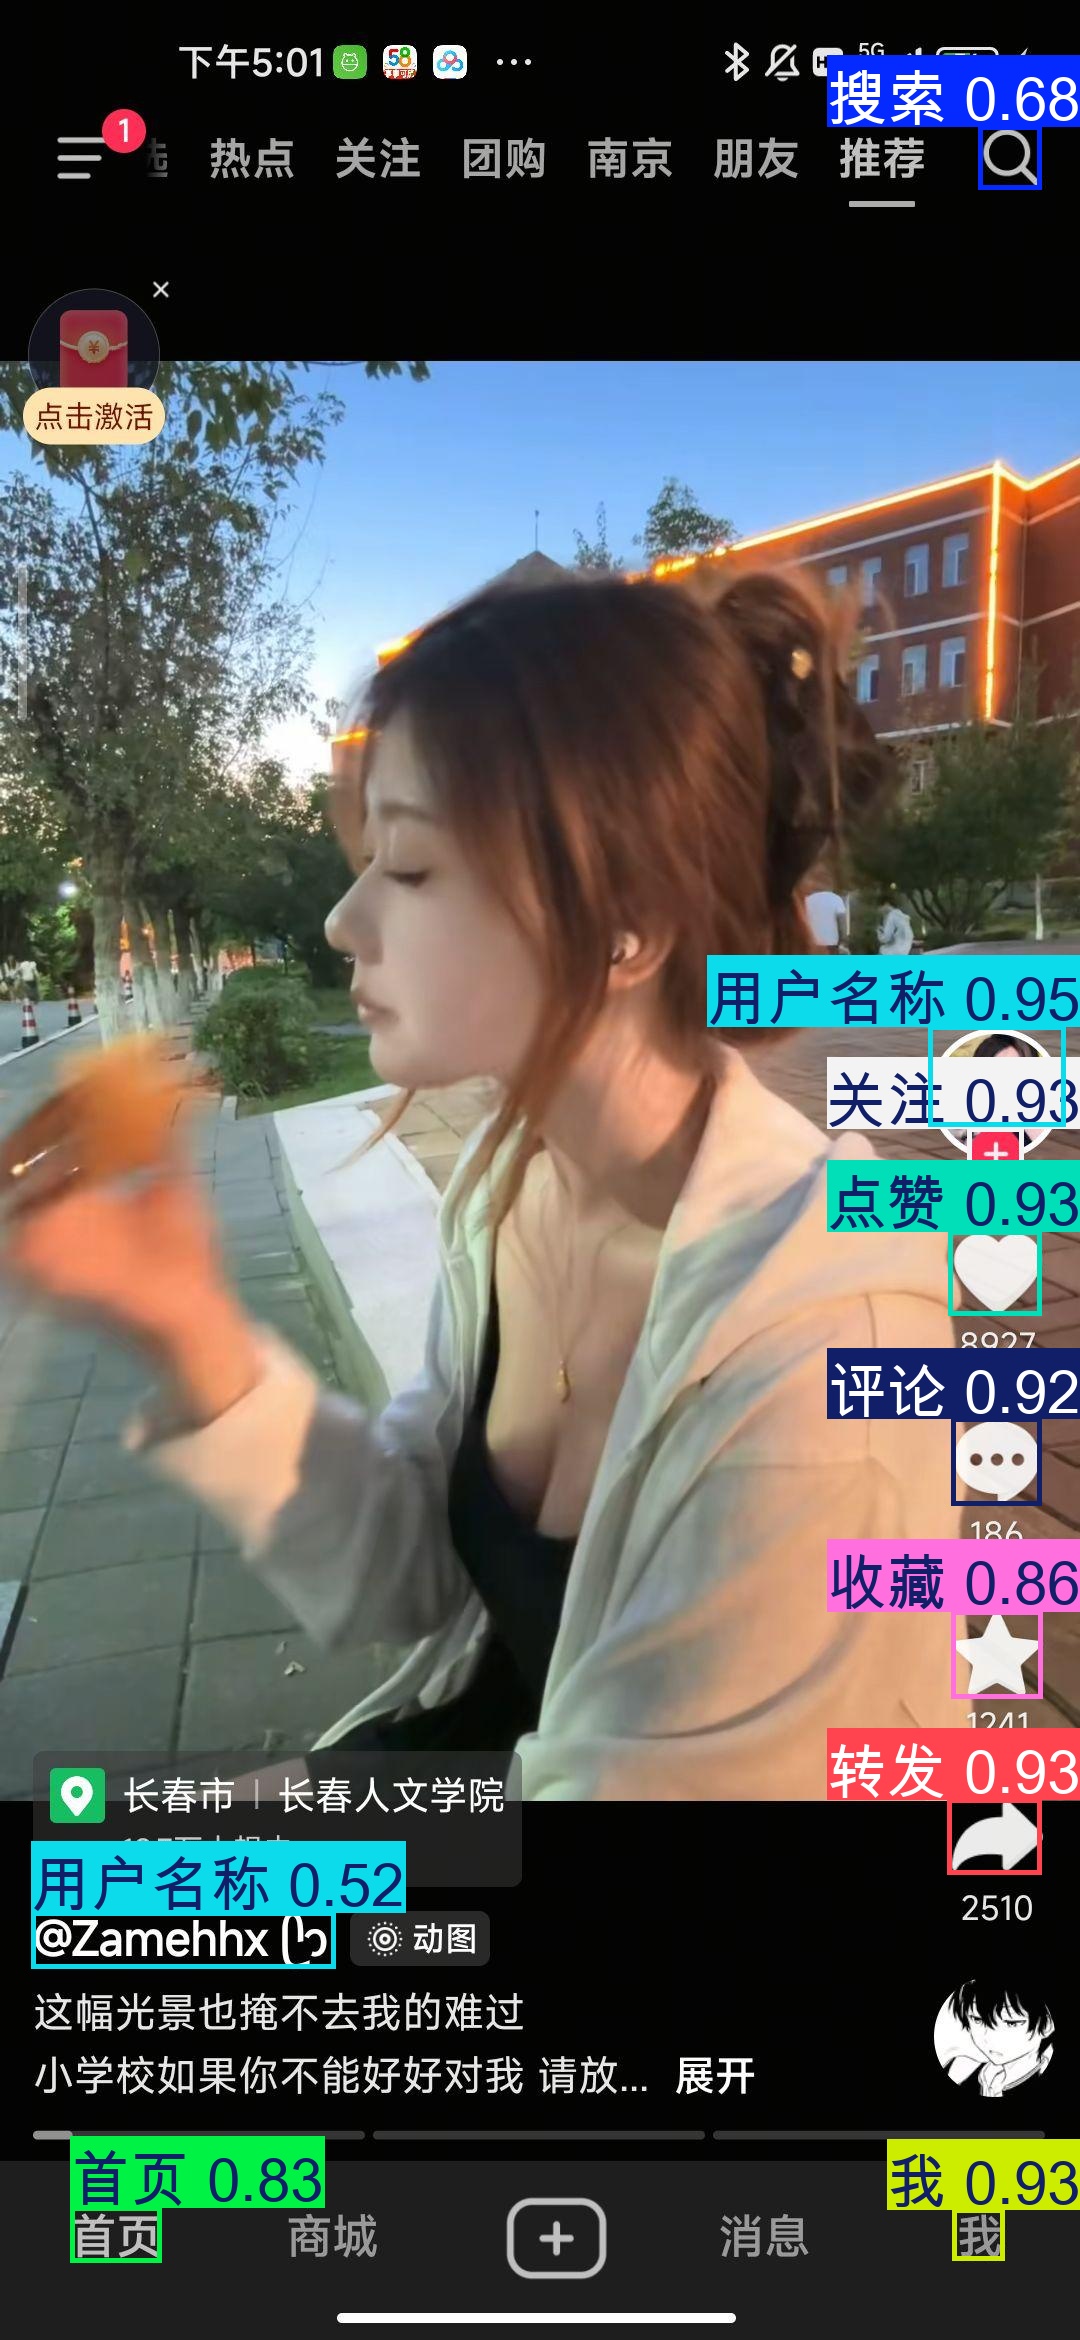 下午5:01
5G
搜索 0.68
1
热点 关注 团购 南京 朋友 推荐
点击激活
用户名称 0.95
关注 0.93
点赞 0.93
8927
评论 0.92
186
收藏 0.86
1241
转发 0.93
长春市 | 长春人文学院
2510
用户名称 0.52
@Zamehhx
动图
这幅光景也掩不去我的难过
小学校如果你不能好好对我 请放... 展开
首页 0.83
我 0.93
首页 商城 消息 我